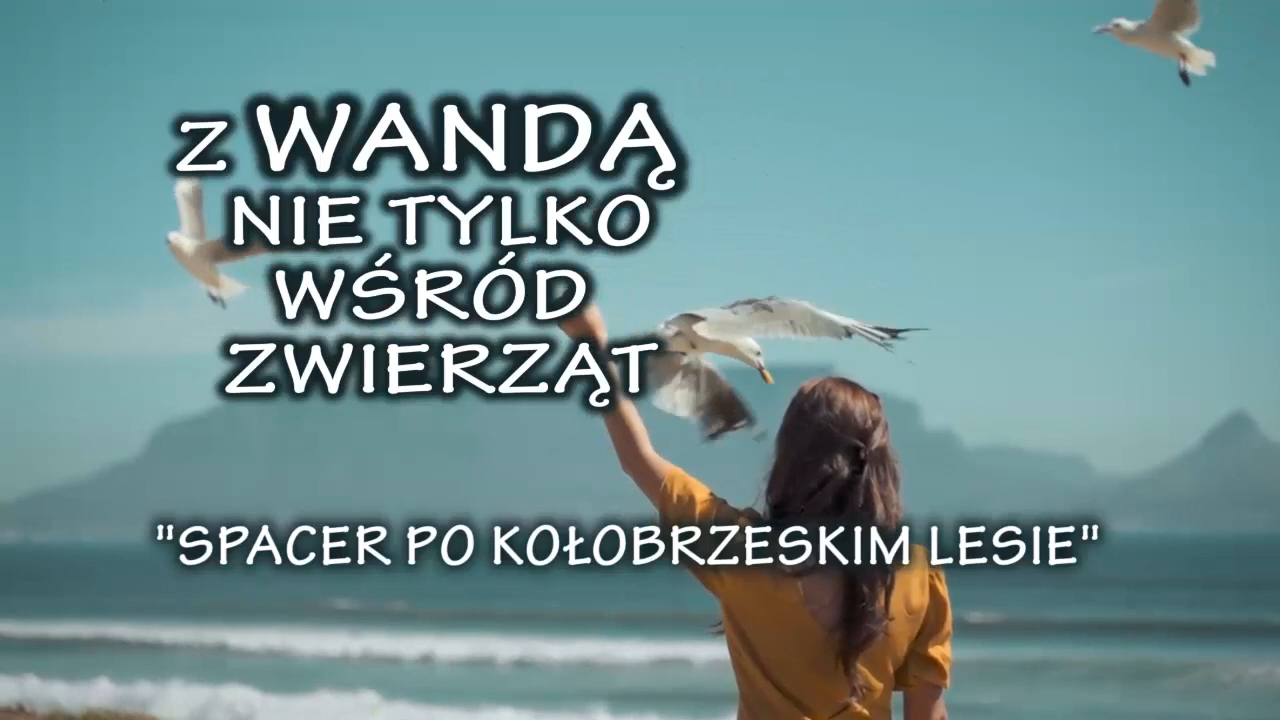 Z WANDĄ
NIE TYLKO
WŚRÓD
ZWIERZĄT
"SPACER PO KOŁOBRZESKIM LESIE"